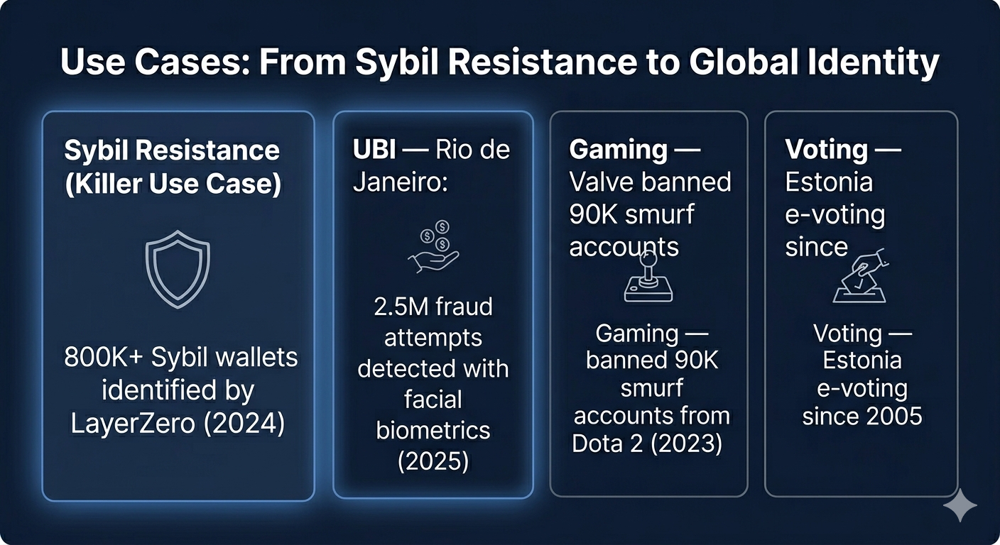 Use Cases: From Sybil Resistance to Global Identity
Sybil Resistance
(Killer Use Case)
800K+ Sybil wallets
identified by
LayerZero (2024)
UBI — Rio de
Janeiro:
2.5M fraud
attempts
detected with
facial
biometrics
(2025)
Gaming —
Valve banned
90K smurf
accounts
Gaming —
banned 90K
smurf
accounts from
Dota 2 (2023)
Voting —
Estonia
e-voting
since
Voting —
Estonia
e-voting
since 2005